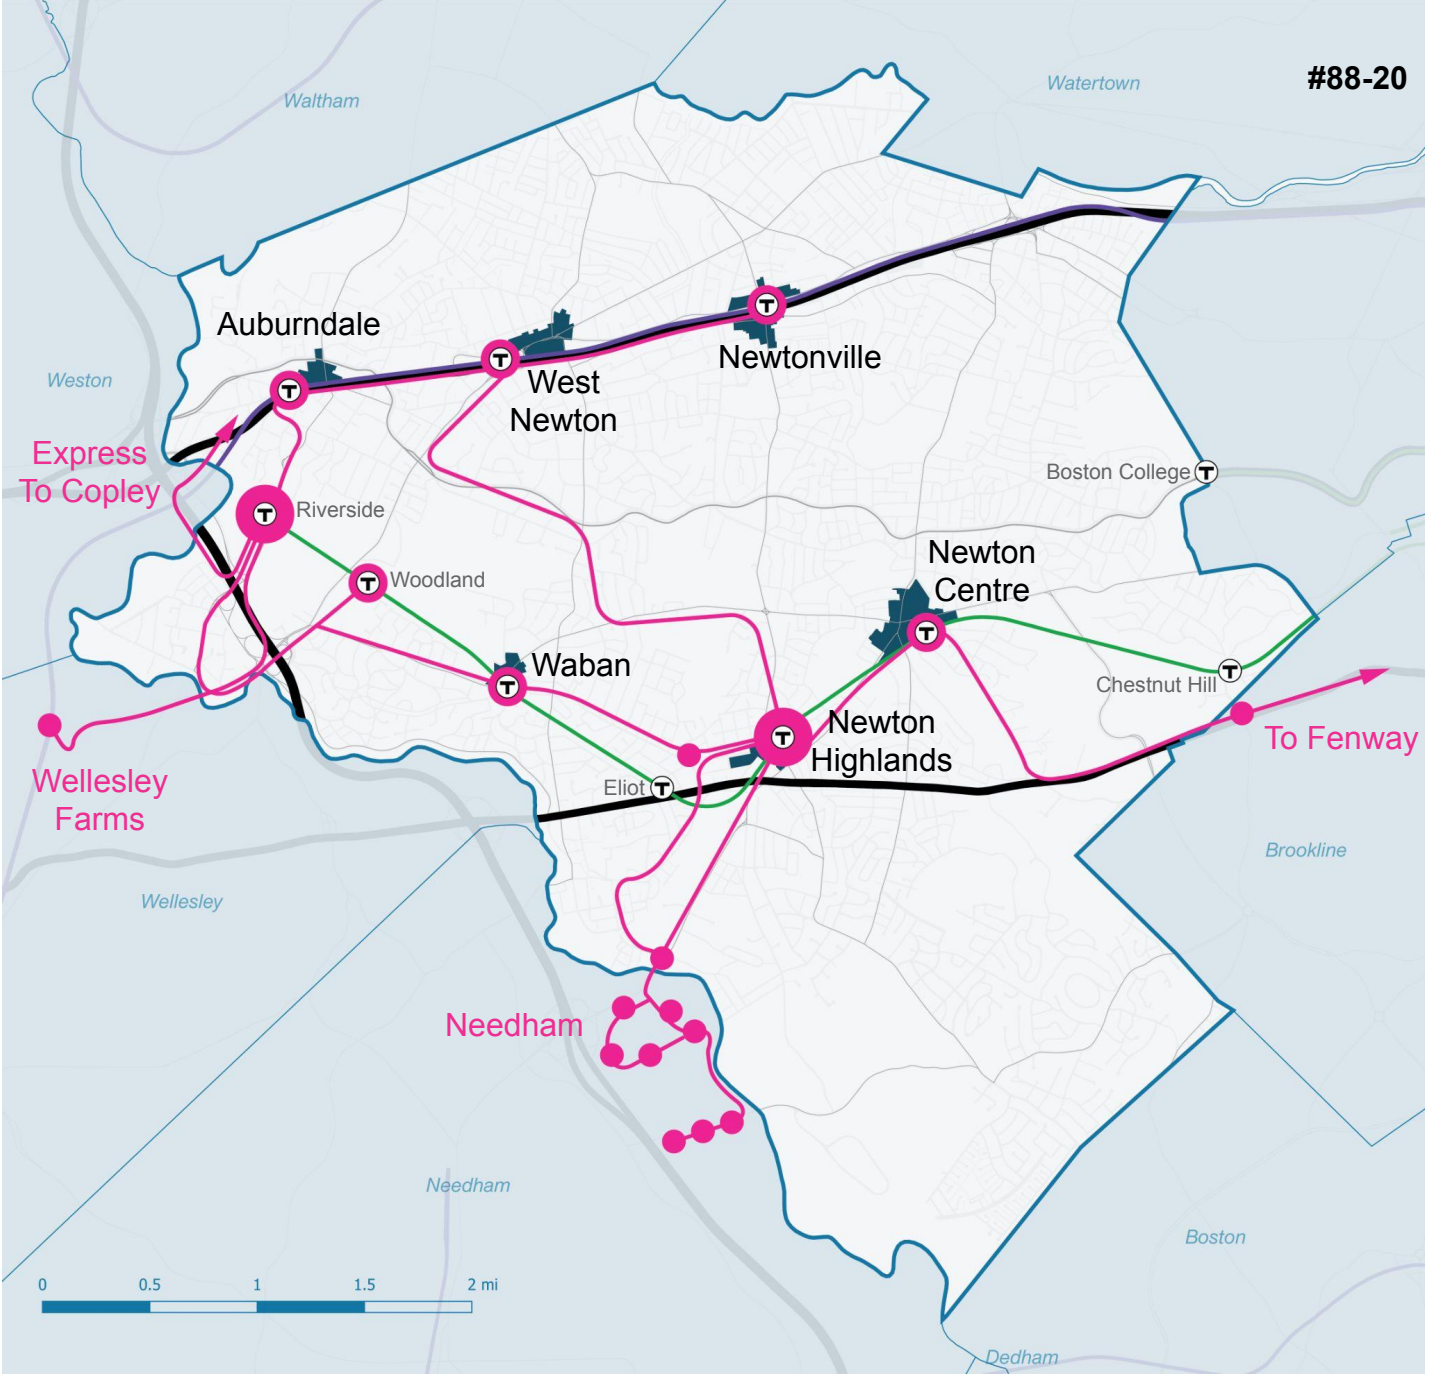 #88-20
Waltham
Watertown
Auburndale
Newtonville
Weston
West
Newton
Express
To Copley
Boston College
Riverside
Newton
Centre
Woodland
Waban
Chestnut Hill
Newton
Highlands
To Fenway
Wellesley
Farms
Eliot
Brookline
Wellesley
Needham
Needham
Boston
0 0.5 1 1.5 2 mi
Dedham
T
T
T
T
T
T
T
T
T
T
T